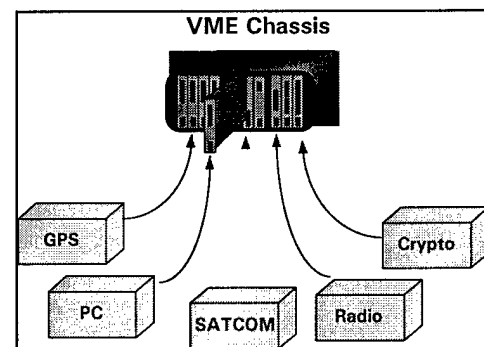 VME Chassis
GPS
Crypto
PC
SATCOM
Radio